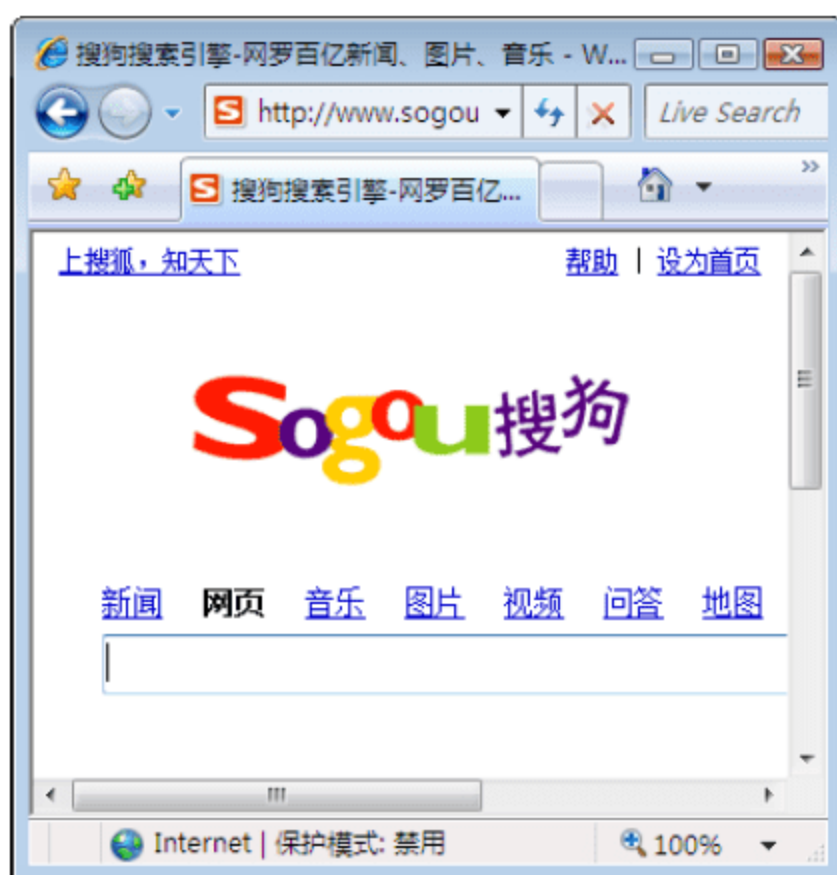 搜狗搜索引擎-网罗百亿新闻、图片、音乐 - W...
http://www.sogou
Live Search
搜狗搜索引擎-网罗百亿...
上搜狐，知天下 帮助 | 设为首页
Sogou搜狗
新闻 网页 音乐 图片 视频 问答 地图
Internet | 保护模式: 禁用 100%